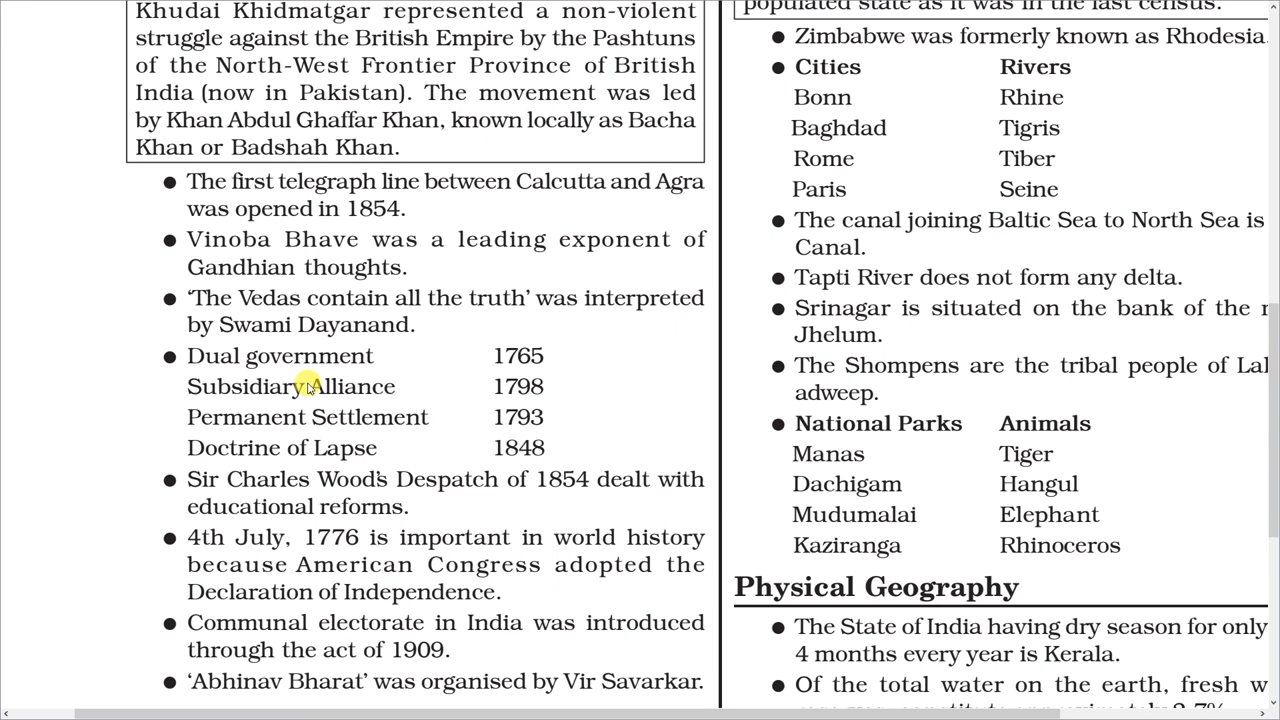 Khudai Khidmatgar represented a non-violent
struggle against the British Empire by the Pashtuns
of the North-West Frontier Province of British
India (now in Pakistan). The movement was led
by Khan Abdul Ghaffar Khan, known locally as Bacha
Khan or Badshah Khan.
● The first telegraph line between Calcutta and Agra
was opened in 1854.
● Vinoba Bhave was a leading exponent of
Gandhian thoughts.
● 'The Vedas contain all the truth' was interpreted
by Swami Dayanand.
● Dual government 1765
Subsidiary Alliance 1798
Permanent Settlement 1793
Doctrine of Lapse 1848
● Sir Charles Wood's Despatch of 1854 dealt with
educational reforms.
● 4th July, 1776 is important in world history
because American Congress adopted the
Declaration of Independence.
● Communal electorate in India was introduced
through the act of 1909.
● 'Abhinav Bharat' was organised by Vir Savarkar.
populated state as it was in the last census.
● Zimbabwe was formerly known as Rhodesia.
● Cities Rivers
Bonn Rhine
Baghdad Tigris
Rome Tiber
Paris Seine
● The canal joining Baltic Sea to North Sea is
Canal.
● Tapti River does not form any delta.
● Srinagar is situated on the bank of the
Jhelum.
● The Shompens are the tribal people of
adweep.
● National Parks Animals
Manas Tiger
Dachigam Hangul
Mudumalai Elephant
Kaziranga Rhinoceros
Physical Geography
● The State of India having dry season for only
4 months every year is Kerala.
● Of the total water on the earth, fresh